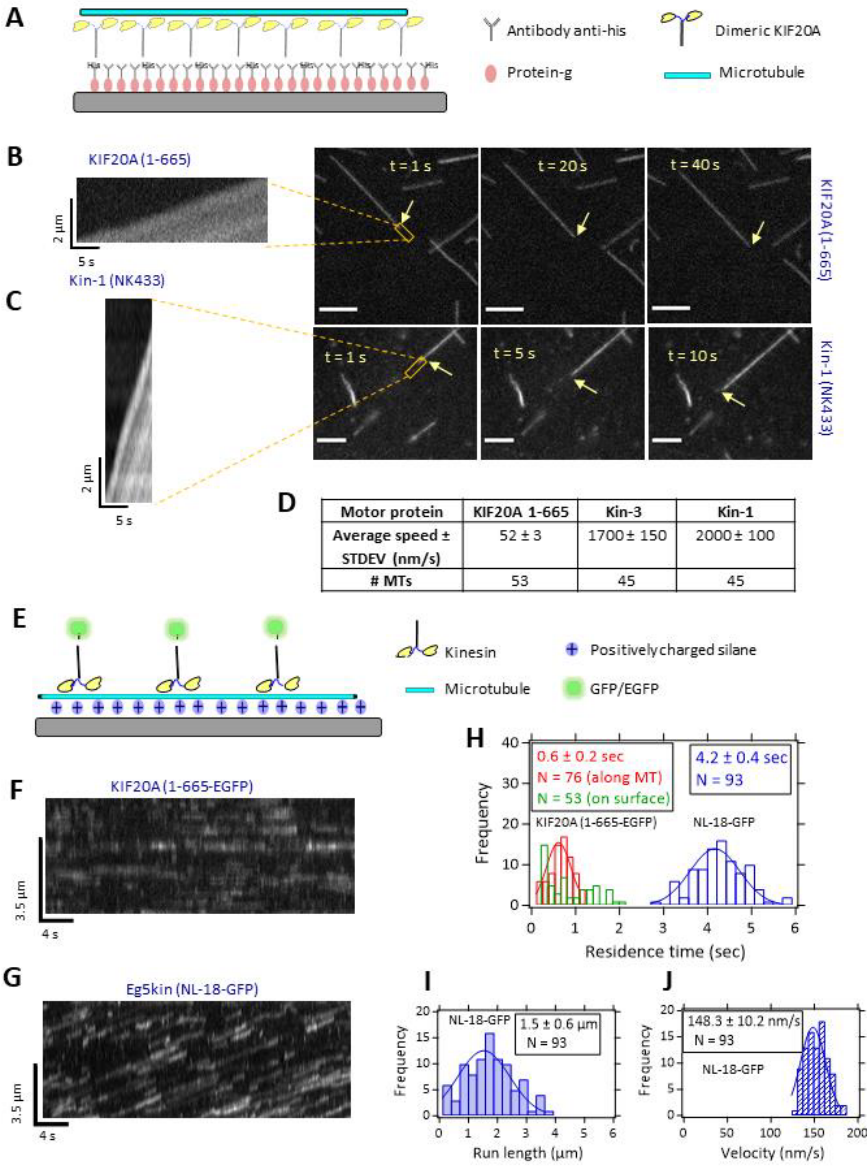 A
His His His His His His
Antibody anti-his
Dimeric KIF20A
Protein-g
Microtubule
B
KIF20A (1-665)
2 µm
5 s
t = 1 s
t = 20 s
t = 40 s
KIF20A (1-665)
C
Kin-1 (NK433)
2 µm
5 s
t = 1 s
t = 5 s
t = 10 s
Kin-1 (NK433)
D
Motor protein KIF20A 1-665 Kin-3 Kin-1
Average speed ± STDEV (nm/s) 52 ± 3 1700 ± 150 2000 ± 100
# MTs 53 45 45
E
Kinesin
Positively charged silane
Microtubule
GFP/EGFP
F
KIF20A (1-665-EGFP)
3.5 µm
4 s
G
Eg5kin (NL-18-GFP)
3.5 µm
4 s
H
0.6 ± 0.2 sec
N = 76 (along MT)
N = 53 (on surface)
4.2 ± 0.4 sec
N = 93
KIF20A (1-665-EGFP) NL-18-GFP
Frequency
40
30
20
10
0
0 1 2 3 4 5 6
Residence time (sec)
I
NL-18-GFP
1.5 ± 0.6 µm
N = 93
Frequency
20
15
10
5
0
0 1 2 3 4 5
Run length (µm)
J
148.3 ± 10.2 nm/s
N = 93
NL-18-GFP
Frequency
20
15
10
5
0
0 50 100 150 200
Velocity (nm/s)